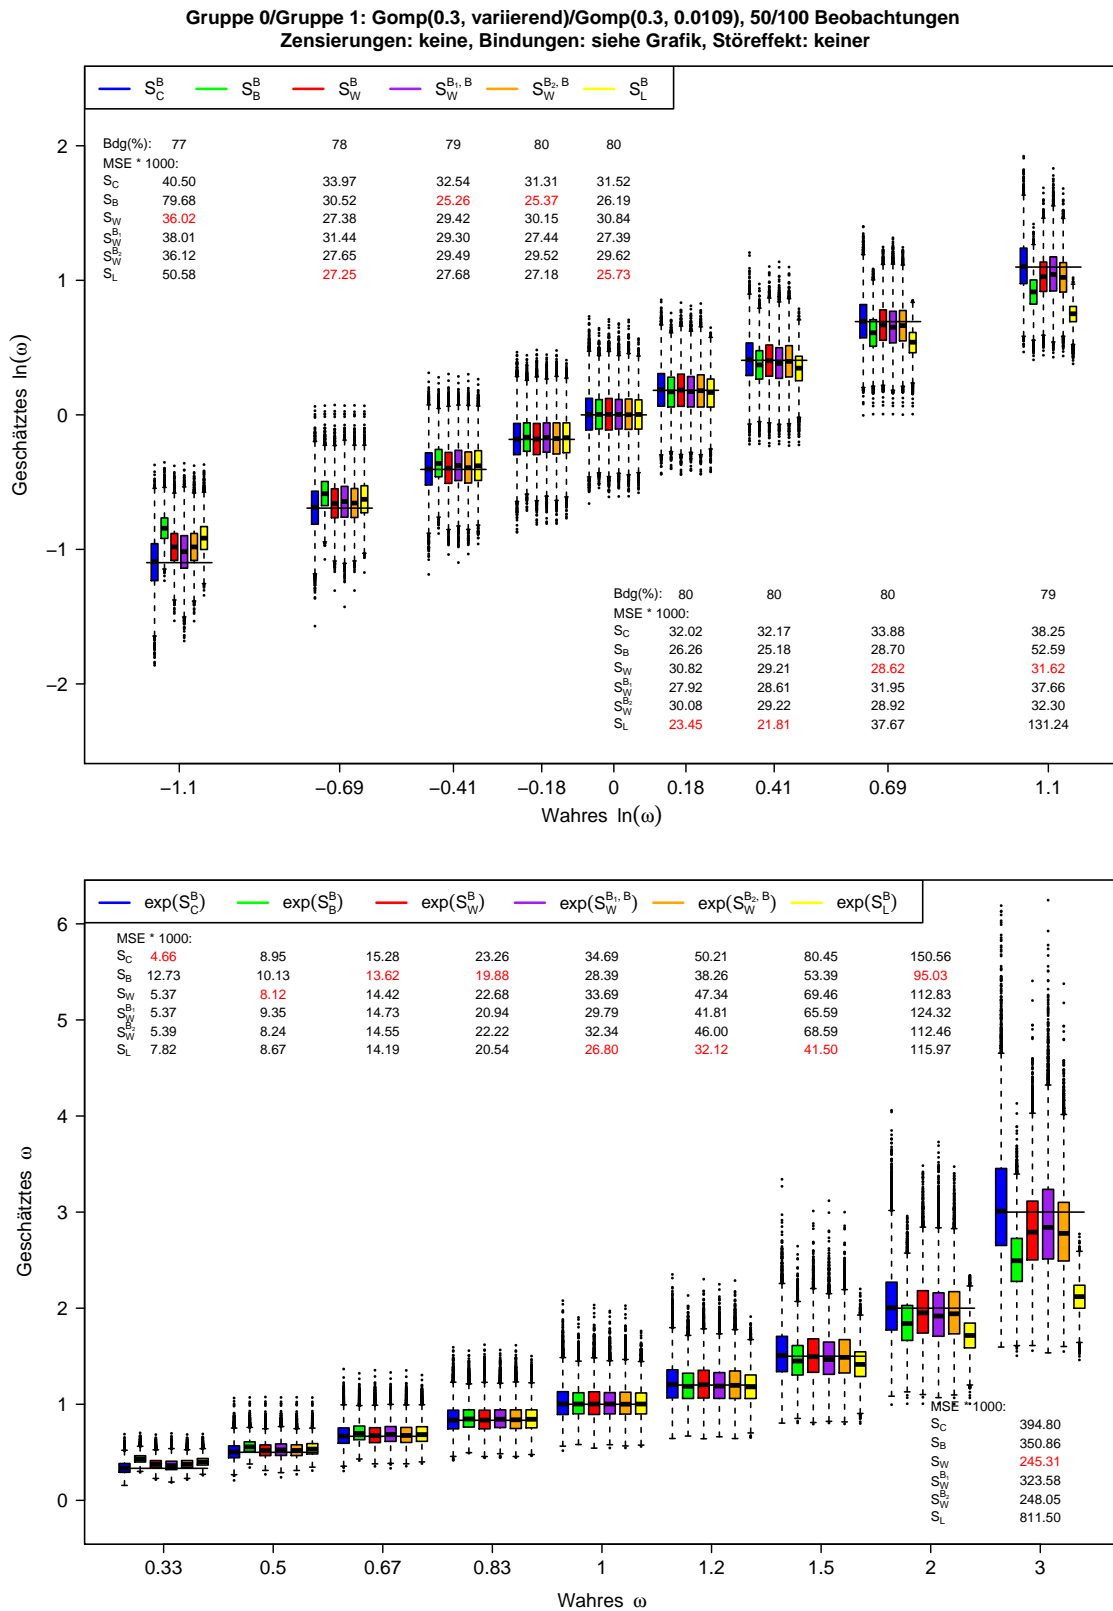 Gruppe 0/Gruppe 1: Gomp(0.3, variierend)/Gomp(0.3, 0.0109), 50/100 Beobachtungen
Zensierungen: keine, Bindungen: siehe Grafik, Störeffekt: keiner
S_C^B S_B^B S_W^B S_W^{B_1, B} S_W^{B_2, B} S_L^B
Bdg(%): 77 78 79 80 80
MSE * 1000:
S_C 40.50 33.97 32.54 31.31 31.52
S_B 79.68 30.52 25.26 25.37 26.19
S_W 36.02 27.38 29.42 30.15 30.84
S_W^{B_1} 38.01 31.44 29.30 27.44 27.39
S_W^{B_2} 36.12 27.65 29.49 29.52 29.62
S_L 50.58 27.25 27.68 27.18 25.73
2
1
0
−1
−2
Geschätztes ln(ω)
Bdg(%): 80 80 80 79
MSE * 1000:
S_C 32.02 32.17 33.88 38.25
S_B 26.26 25.18 28.70 52.59
S_W 30.82 29.21 28.62 31.62
S_W^{B_1} 27.92 28.61 31.95 37.66
S_W^{B_2} 30.08 29.22 28.92 32.30
S_L 23.45 21.81 37.67 131.24
−1.1 −0.69 −0.41 −0.18 0 0.18 0.41 0.69 1.1
Wahres ln(ω)
exp(S_C^B) exp(S_B^B) exp(S_W^B) exp(S_W^{B_1, B}) exp(S_W^{B_2, B}) exp(S_L^B)
MSE * 1000:
S_C 4.66 8.95 15.28 23.26 34.69 50.21 80.45 150.56
S_B 12.73 10.13 13.62 19.88 28.39 38.26 53.39 95.03
S_W 5.37 8.12 14.42 22.68 33.69 47.34 69.46 112.83
S_W^{B_1} 5.37 9.35 14.73 20.94 29.79 41.81 65.59 124.32
S_W^{B_2} 5.39 8.24 14.55 22.22 32.34 46.00 68.59 112.46
S_L 7.82 8.67 14.19 20.54 26.80 32.12 41.50 115.97
6
5
4
3
2
1
0
Geschätztes ω
MSE * 1000:
S_C 394.80
S_B 350.86
S_W 245.31
S_W^{B_1} 323.58
S_W^{B_2} 248.05
S_L 811.50
0.33 0.5 0.67 0.83 1 1.2 1.5 2 3
Wahres ω